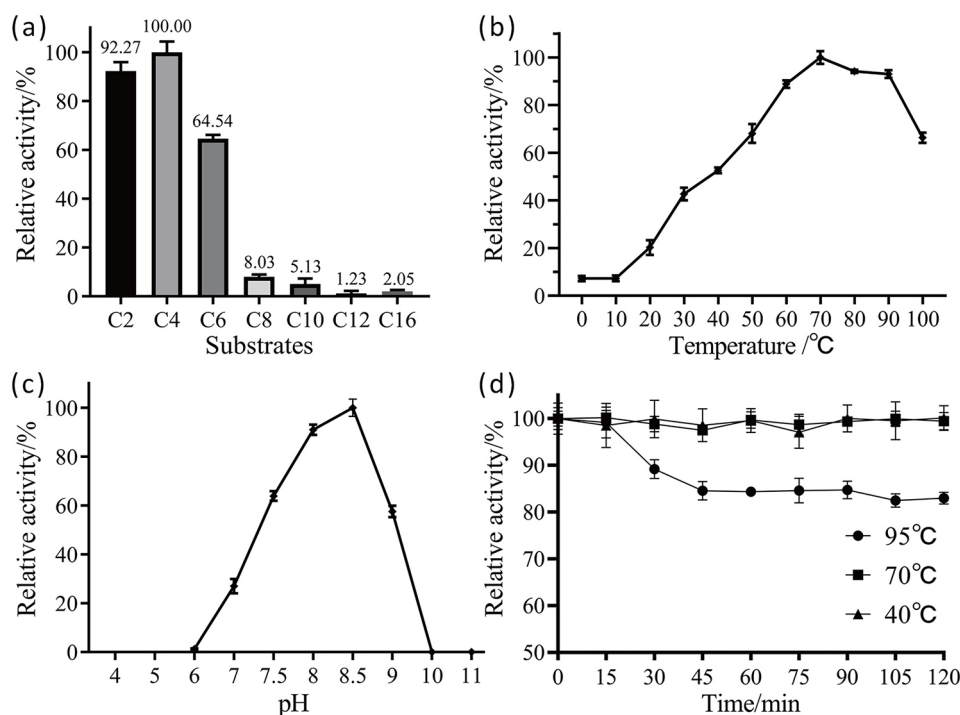 (a)
Relative activity/%
100
80
60
40
20
0
92.27
100.00
64.54
8.03
5.13
1.23
2.05
C2 C4 C6 C8 C10 C12 C16
Substrates
(b)
Relative activity/%
100
80
60
40
20
0
0 10 20 30 40 50 60 70 80 90 100
Temperature /℃
(c)
Relative activity/%
100
80
60
40
20
0
4 5 6 7 7.5 8 8.5 9 10 11
pH
(d)
Relative activity/%
100
90
80
70
60
50
95℃
70℃
40℃
0 15 30 45 60 75 90 105 120
Time/min